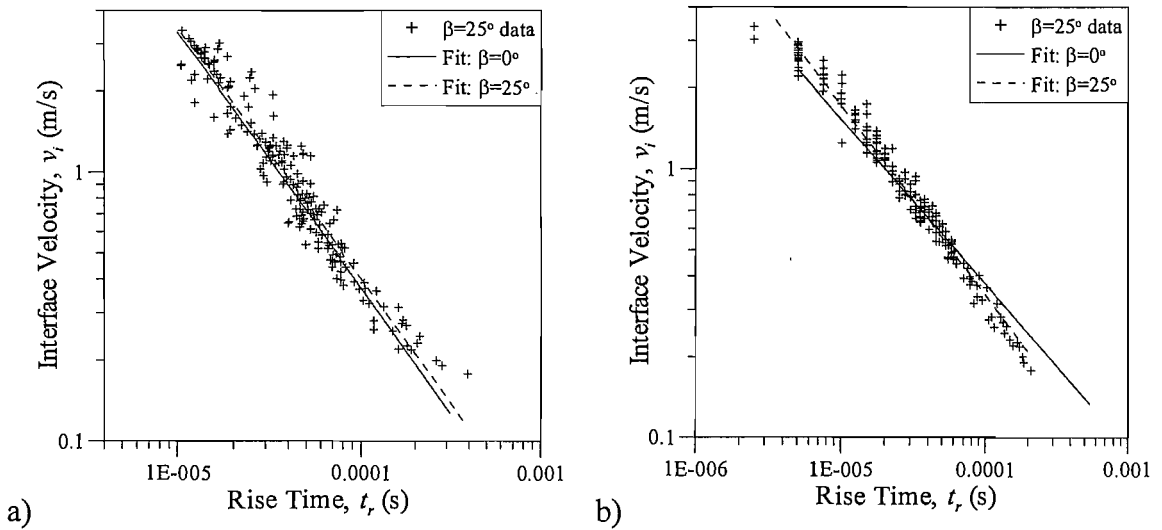 + β=25° data
Fit: β=0°
Fit: β=25°
Interface Velocity, vᵢ (m/s)
1
0.1
1E-005
0.0001
0.001
Rise Time, tᵣ (s)
a)
+ β=25° data
Fit: β=0°
Fit: β=25°
Interface Velocity, vᵢ (m/s)
1
0.1
1E-006
1E-005
0.0001
0.001
Rise Time, tᵣ (s)
b)